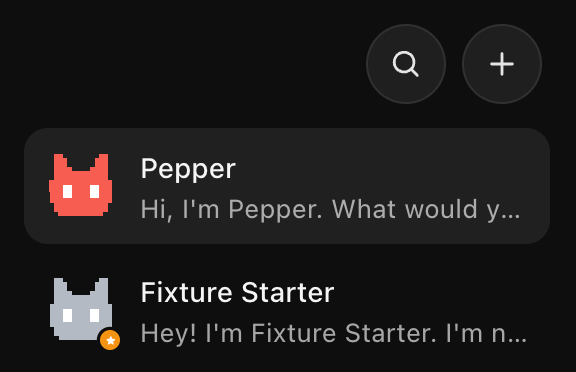 Pepper
Hi, I'm Pepper. What would y...
Fixture Starter
Hey! I'm Fixture Starter. I'm n...